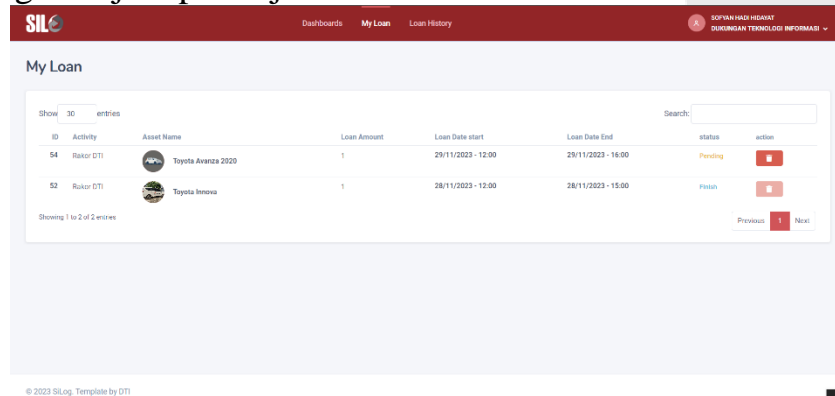 SILO
Dashboards My Loan Loan History
SOFYAN HADI HIDAYAT
DUKUNGAN TEKNOLOGI INFORMASI
My Loan
Show 30 entries
Search:
ID Activity Asset Name Loan Amount Loan Date start Loan Date End status action
54 Rakor DTI Toyota Avanza 2020 1 29/11/2023 - 12:00 29/11/2023 - 16:00 Pending
52 Rakor DTI Toyota Innova 1 28/11/2023 - 12:00 28/11/2023 - 15:00 Finish
Showing 1 to 2 of 2 entries
Previous 1 Next
© 2023 SiLog. Template by DTI